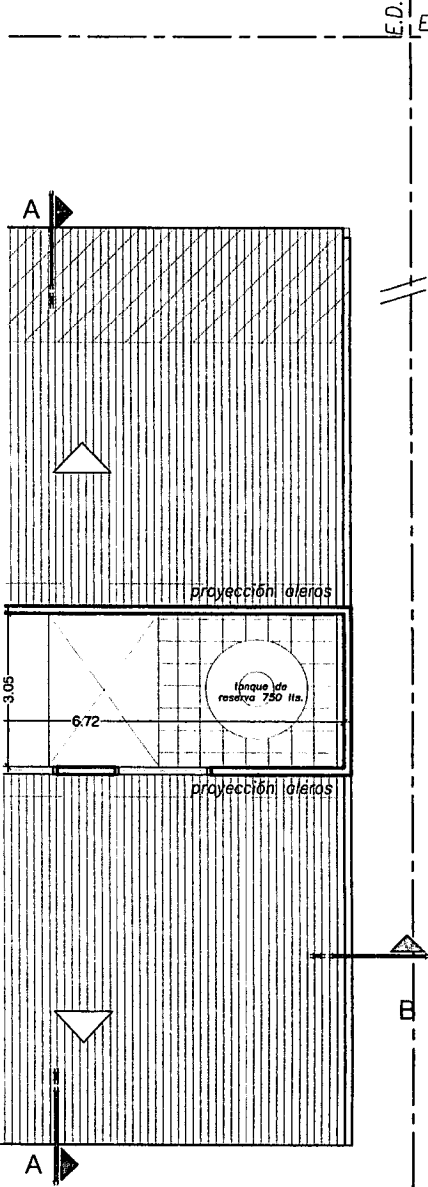 E.D.
E
A
proyección aleros
3.05
6.72
tanque de
reserva 750 lts.
proyección aleros
B
A